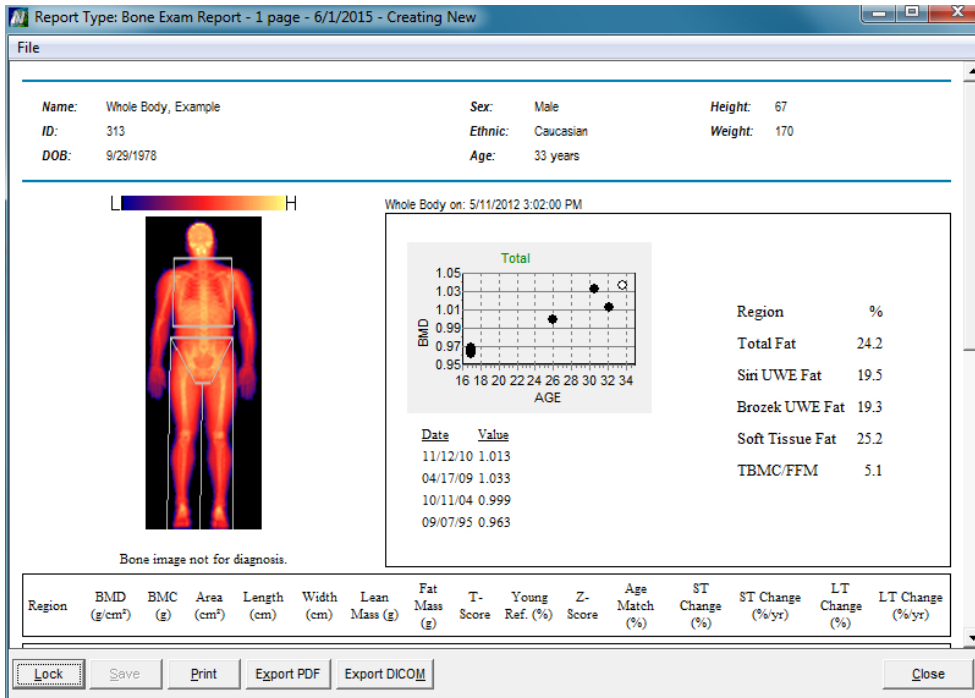 Report Type: Bone Exam Report - 1 page - 6/1/2015 - Creating New
File
Name: Whole Body, Example Sex: Male Height: 67
ID: 313 Ethnic: Caucasian Weight: 170
DOB: 9/29/1978 Age: 33 years
L H
Whole Body on: 5/11/2012 3:02:00 PM
Total
1.05
1.03
1.01
0.99
0.97
0.95
BMD
16 18 20 22 24 26 28 30 32 34
AGE
Date Value
11/12/10 1.013
04/17/09 1.033
10/11/04 0.999
09/07/95 0.963
Region %
Total Fat 24.2
Siri UWE Fat 19.5
Brozek UWE Fat 19.3
Soft Tissue Fat 25.2
TBMC/FFM 5.1
Bone image not for diagnosis.
Region BMD (g/cm²) BMC (g) Area (cm²) Length (cm) Width (cm) Lean Mass (g) Fat Mass (g) T-Score Young Ref. (%) Z-Score Age Match (%) ST Change (%) ST Change (%/yr) LT Change (%) LT Change (%/yr)
Lock Save Print Export PDF Export DICOM Close